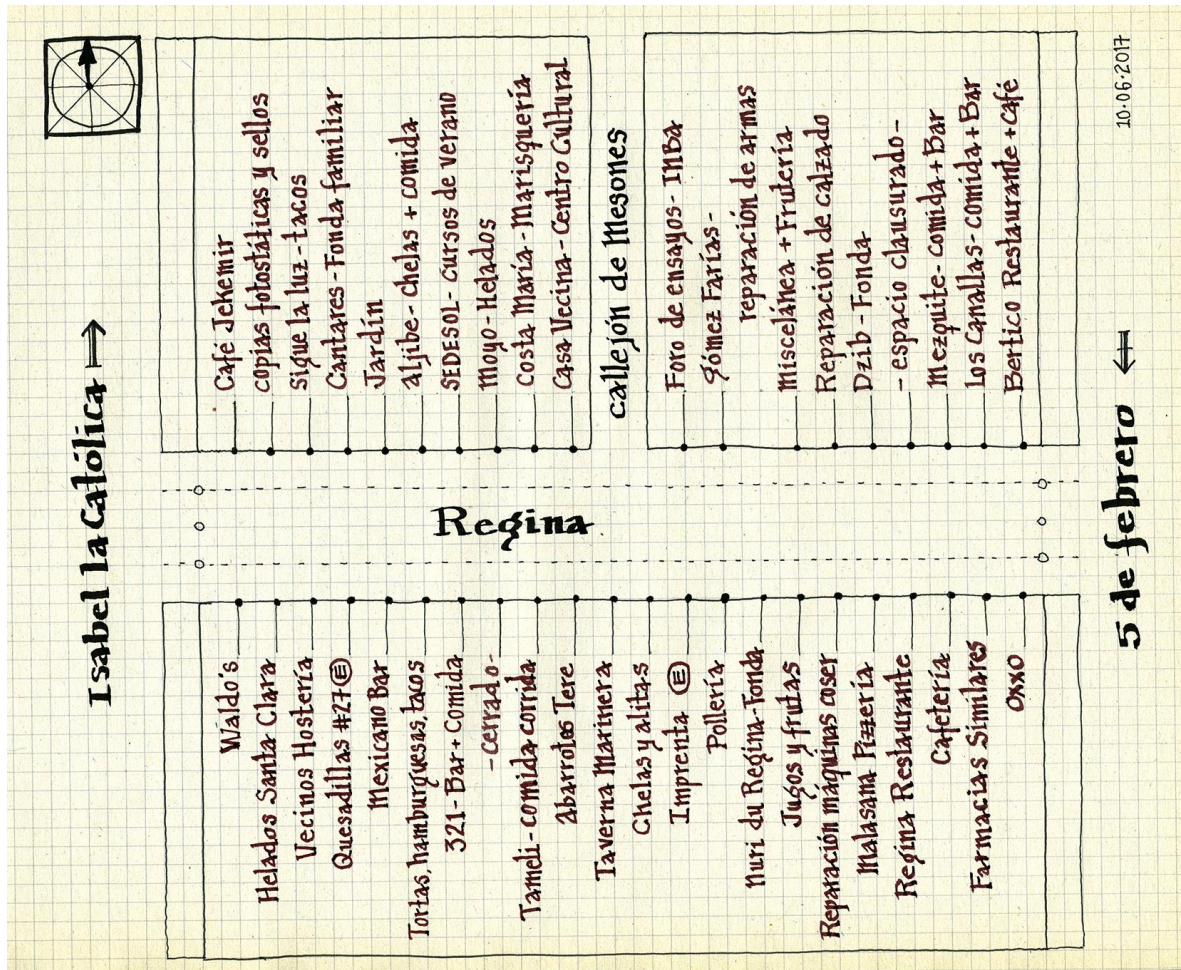 Isabel la Católica →
Café Jekemir
copias fotostáticas y sellos
Sigue la luz - tacos
Cantares - Fonda familiar
Jardín
aljibe - chelas + comida
SEDESOL - cursos de verano
Moyo - Helados
Costa María - Marisquería
Casa Vecina - Centro Cultural
callejón de Mesones
Foro de ensayos - INBa
Gómez Farías -
reparación de armas
Miscelánea + Frutería
Reparación de calzado
Dzib - Fonda
- espacio clausurado -
Mezquite - comida + Bar
Los Canallas - comida + Bar
Bertico Restaurante + café
Regina
Waldo's
Helados Santa Clara
Vecinos Hostería
Quesadillas #27 E
Mexicano Bar
Tortas, hamburguesas, tacos
321 - Bar + Comida
- cerrado -
Tameli - comida corrida
Abarrotes Tere
Taverna Marinera
Chelas y alitas
Imprenta E
Pollería
Nuri du Regina - Fonda
Jugos y frutas
Reparación máquinas coser
Malasana Pizzería
Regina Restaurante
Cafetería
Farmacias Similares
OXXO
5 de febrero ←
10·06·2017